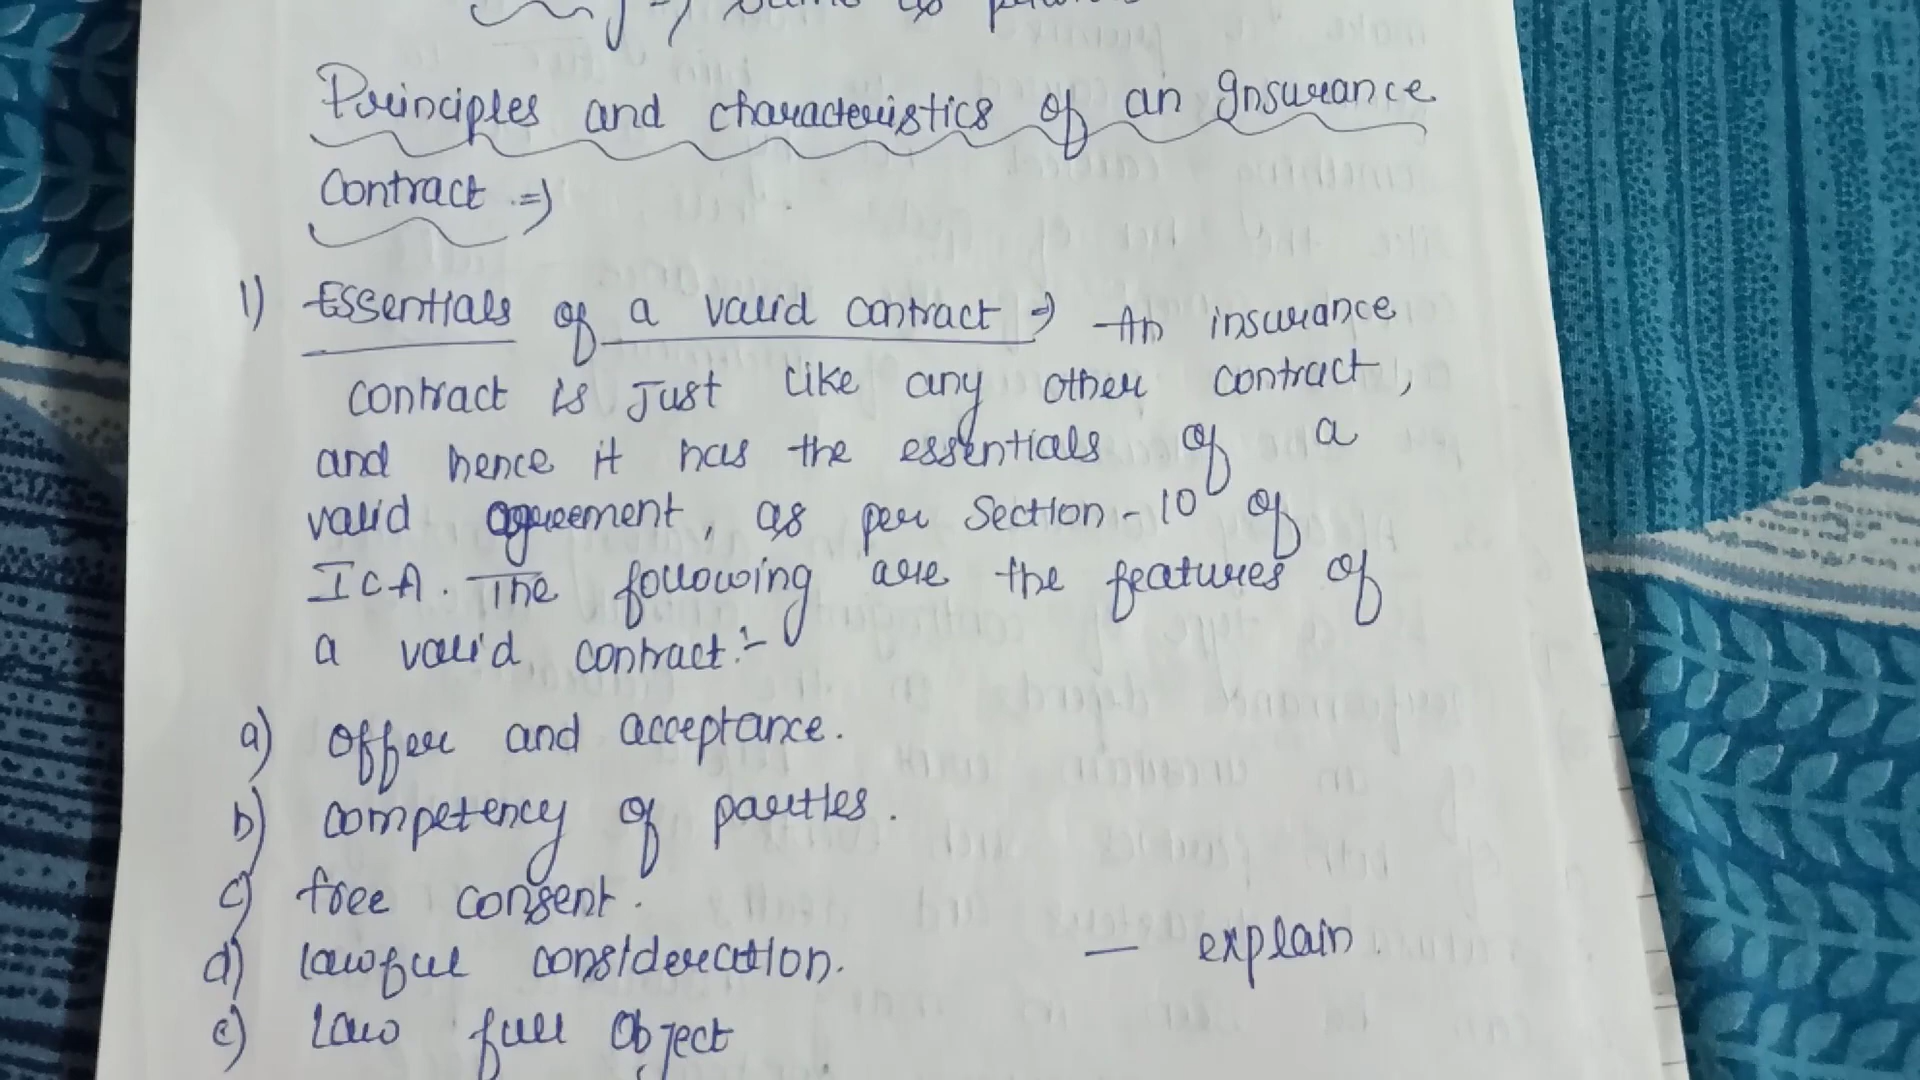 Principles and characteristics of an Insurance
Contract :=)
1) Essentials of a valid contract => An insurance
contract is Just like any other contract,
and hence it has the essentials of a
valid agreement, as per Section-10 of
ICA. The following are the features of
a valid contract:-
a) offer and acceptance.
b) competency of parties.
c) free consent.
d) lawful consideration. — explain.
e) law full object